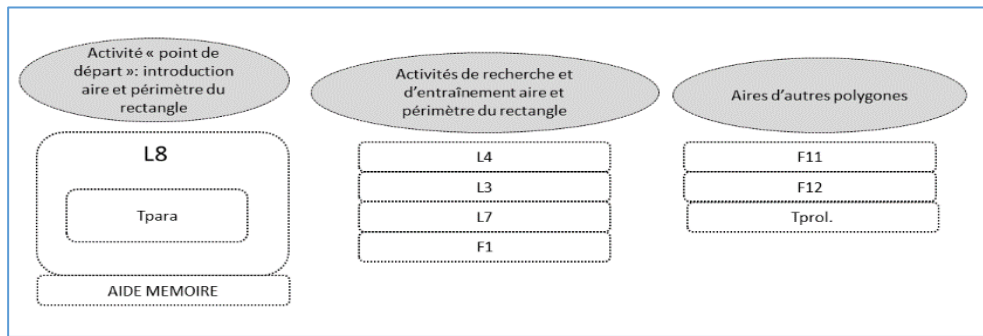 Activité « point de
départ »: introduction
aire et périmètre du
rectangle
L8
Tpara
AIDE MEMOIRE
Activités de recherche et
d'entraînement aire et
périmètre du rectangle
L4
L3
L7
F1
Aires d'autres polygones
F11
F12
Tprol.